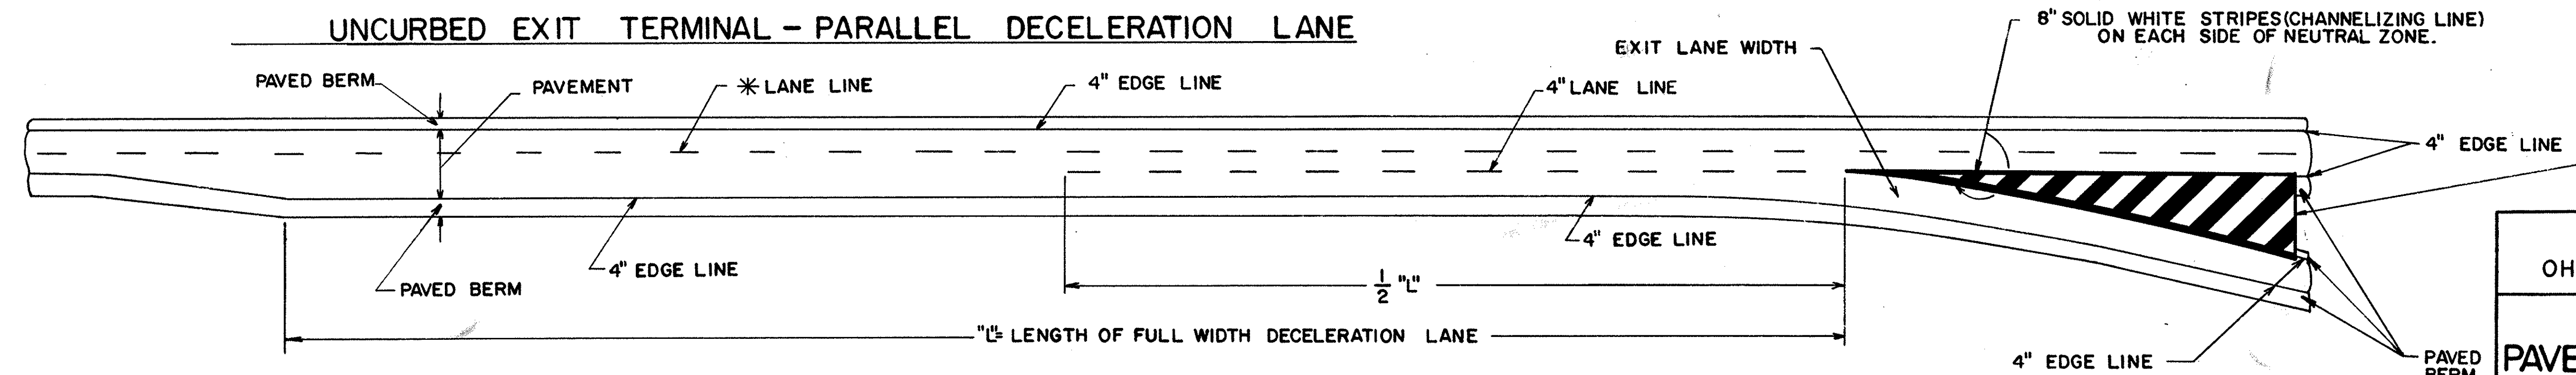 UNCURBED EXIT TERMINAL - PARALLEL DECELERATION LANE
8" SOLID WHITE STRIPES (CHANNELIZING LINE)
ON EACH SIDE OF NEUTRAL ZONE.
EXIT LANE WIDTH
PAVED BERM
PAVEMENT
* LANE LINE
4" EDGE LINE
4" LANE LINE
4" EDGE LINE
4" EDGE LINE
4" EDGE LINE
PAVED BERM
1/2 "L"
"L"= LENGTH OF FULL WIDTH DECELERATION LANE
4" EDGE LINE
PAVED
BERM
OH
PAVE